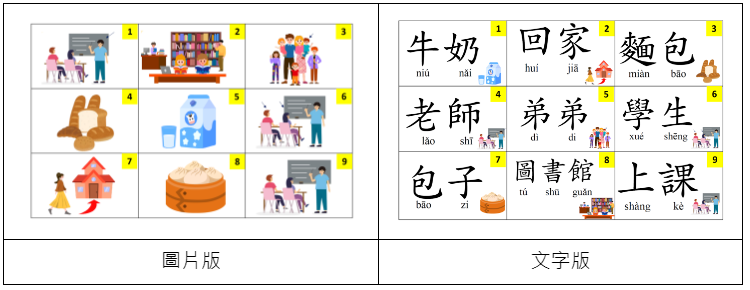 1 2 3
4 5 6
7 8 9
1 2 3
牛奶 回家 麵包
niú nǎi huí jiā miàn bāo
4 5 6
老師 弟弟 學生
lǎo shī dì di xué shēng
7 8 9
包子 圖書館 上課
bāo zi tú shū guǎn shàng kè
圖片版 文字版